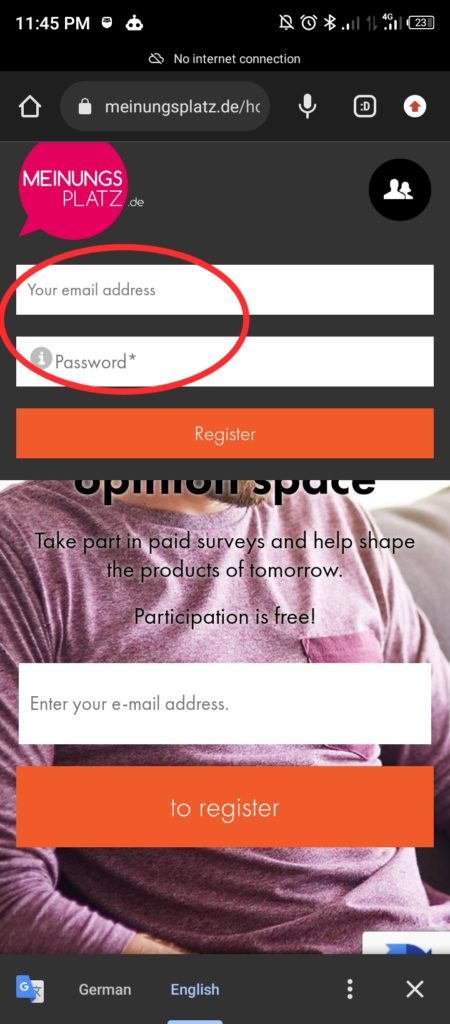 11:45 PM
4G
23
No internet connection
:D
meinungsplatz.de/ho
MEINUNGS
PLATZ.de
Your email address
i Password*
Register
opinion space
Take part in paid surveys and help shape
the products of tomorrow.
Participation is free!
Enter your e-mail address.
to register
G
German
English